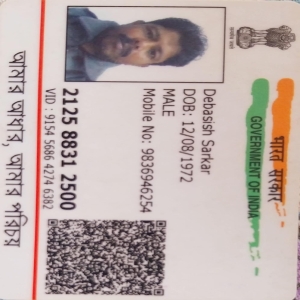 भारत सरकार
GOVERNMENT OF INDIA
Debasish Sarkar
DOB: 12/08/1972
MALE
Mobile No: 9836946254
2125 8831 2500
VID : 9154 5686 4274 6382
আমার আধার, আমার পরিচয়